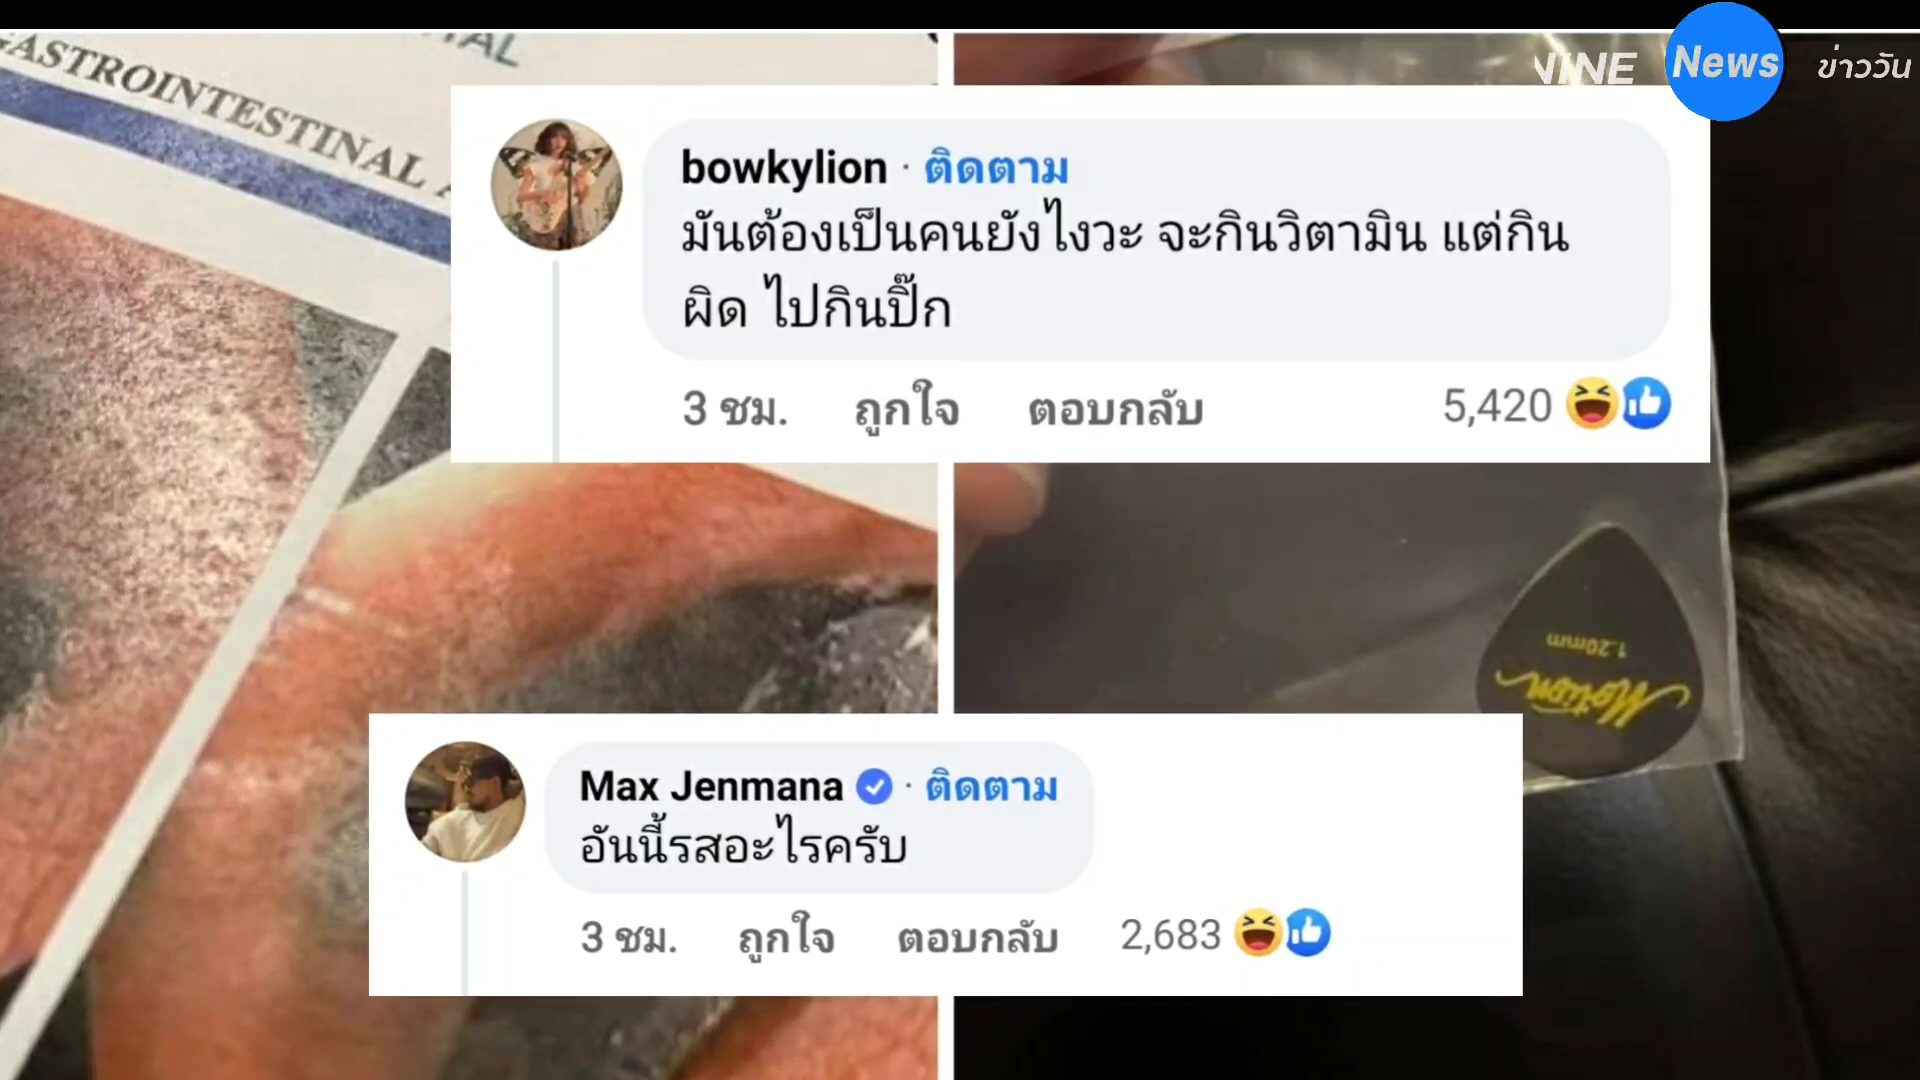 GASTROINTESTINAL
NINE News ข่าววัน
bowkylion · ติดตาม
มันต้องเป็นคนยังไงวะ จะกินวิตามิน แต่กิน
ผิด ไปกินปิ๊ก
3 ชม. ถูกใจ ตอบกลับ 5,420
1.20mm
Motion
Max Jenmana · ติดตาม
อันนี้รสอะไรครับ
3 ชม. ถูกใจ ตอบกลับ 2,683